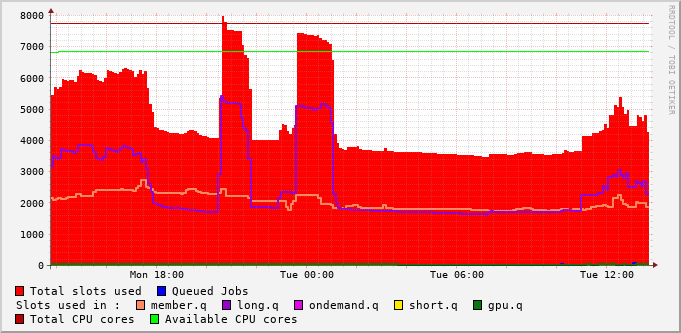 8000
7000
6000
5000
4000
3000
2000
1000
0
Mon 18:00 Tue 00:00 Tue 06:00 Tue 12:00
RRDTOOL / TOBI OETIKER
Total slots used Queued Jobs
Slots used in : member.q long.q ondemand.q short.q gpu.q
Total CPU cores Available CPU cores